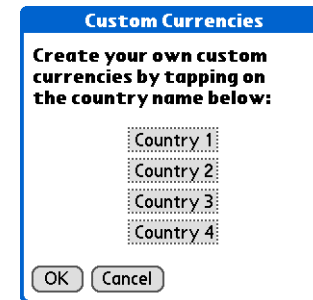 Custom Currencies
Create your own custom
currencies by tapping on
the country name below:
Country 1
Country 2
Country 3
Country 4
OK Cancel